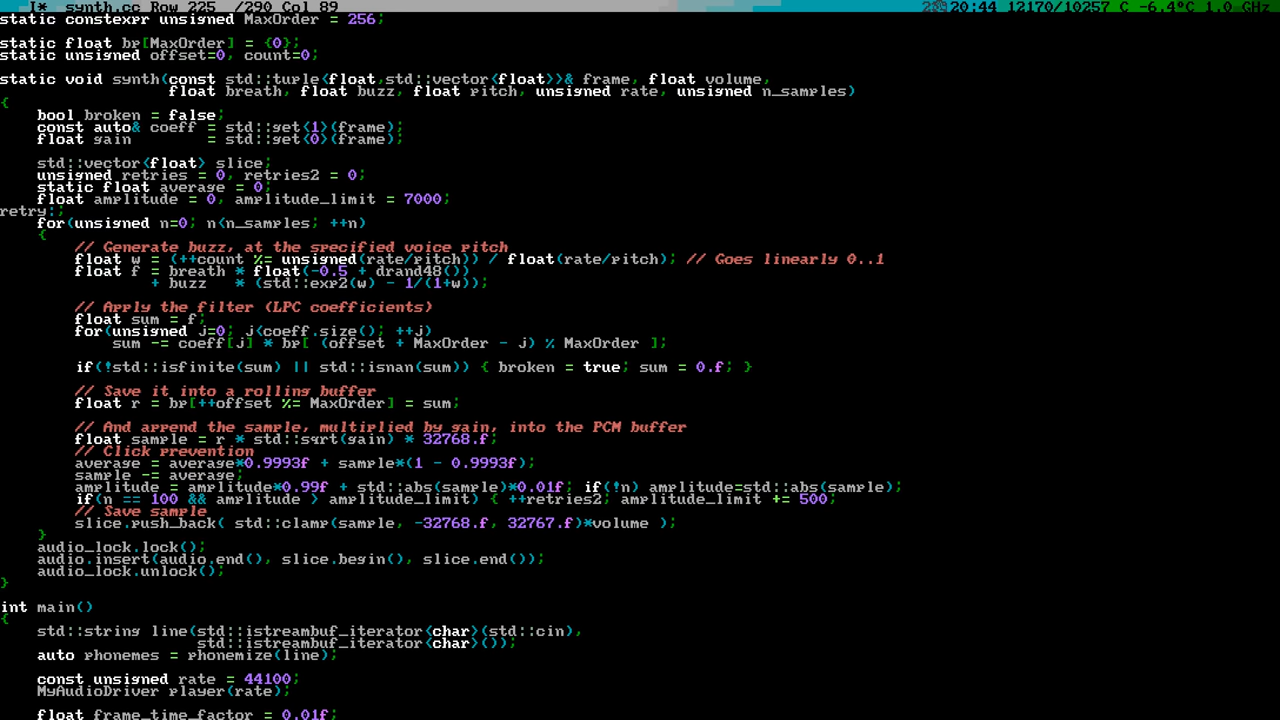 I*  synth.cc Row 225  /290 Col 89 20:44 12170/10257 C -6.4°C 1.0 GHz
static constexpr unsigned MaxOrder = 256;
static float bp[MaxOrder] = {0};
static unsigned offset=0, count=0;
static void synth(const std::tuple<float,std::vector<float>>& frame, float volume,
                  float breath, float buzz, float pitch, unsigned rate, unsigned n_samples)
{
    bool broken = false;
    const auto& coeff = std::get<1>(frame);
    float gain        = std::get<0>(frame);
    std::vector<float> slice;
    unsigned retries = 0, retries2 = 0;
    static float average = 0;
    float amplitude = 0, amplitude_limit = 7000;
retry:;
    for(unsigned n=0; n<n_samples; ++n)
    {
        // Generate buzz, at the specified voice pitch
        float w = (++count %= unsigned(rate/pitch)) / float(rate/pitch); // Goes linearly 0..1
        float f = breath * float(-0.5 + drand48())
                + buzz   * (std::exp2(w) - 1/(1+w));
        // Apply the filter (LPC coefficients)
        float sum = f;
        for(unsigned j=0; j<coeff.size(); ++j)
            sum -= coeff[j] * bp[ (offset + MaxOrder - j) % MaxOrder ];
        if(!std::isfinite(sum) || std::isnan(sum)) { broken = true; sum = 0.f; }
        // Save it into a rolling buffer
        float r = bp[++offset %= MaxOrder] = sum;
        // And append the sample, multiplied by gain, into the PCM buffer
        float sample = r * std::sqrt(gain) * 32768.f;
        // Click prevention
        average = average*0.9993f + sample*(1 - 0.9993f);
        sample -= average;
        amplitude = amplitude*0.99f + std::abs(sample)*0.01f; if(!n) amplitude=std::abs(sample);
        if(n == 100 && amplitude > amplitude_limit) { ++retries2; amplitude_limit += 500;
        // Save sample
        slice.push_back( std::clamp(sample, -32768.f, 32767.f)*volume );
    }
    audio_lock.lock();
    audio.insert(audio.end(), slice.begin(), slice.end());
    audio_lock.unlock();
}
int main()
{
    std::string line(std::istreambuf_iterator<char>(std::cin),
                     std::istreambuf_iterator<char>());
    auto phonemes = phonemize(line);
    const unsigned rate = 44100;
    MyAudioDriver player(rate);
    float frame_time_factor = 0.01f;